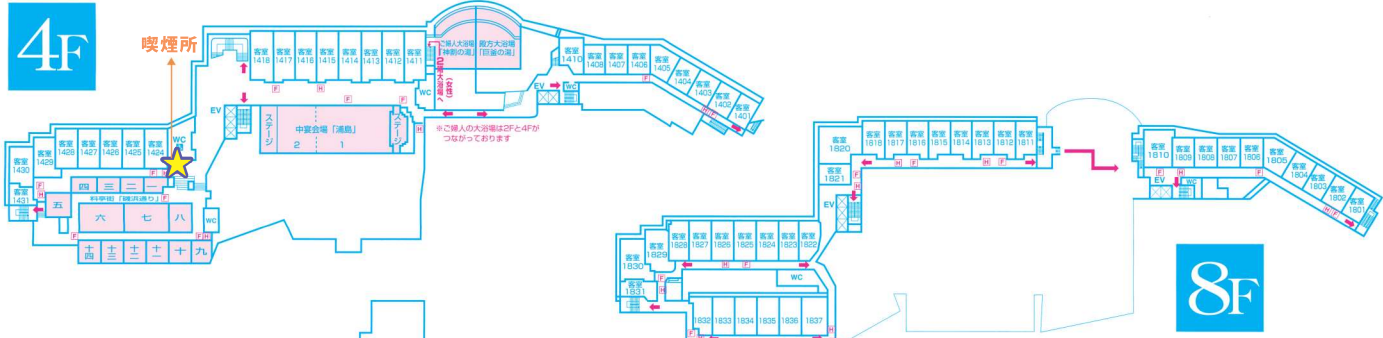 4F
喫煙所
客室
1418
客室
1417
客室
1416
客室
1415
客室
1414
客室
1413
客室
1412
客室
1411
ご婦人大浴場
「神割の湯」
殿方大浴場
「巨釜の湯」
2階大浴場へ
(女性)
客室
1410
客室
1408
客室
1407
客室
1406
客室
1405
客室
1404
客室
1403
客室
1402
客室
1401
EV
WC
WC
EV
ステージ
中宴会場「浦島」
2
1
ステージ
※ご婦人の大浴場は2Fと4Fが
つながっております
WC
客室
1430
客室
1429
客室
1428
客室
1427
客室
1426
客室
1425
客室
1424
客室
1431
四
三
二
一
五
六
七
八
WC
十四
十三
十二
十一
十
九
F
H
8F
客室
1820
客室
1818
客室
1817
客室
1816
客室
1815
客室
1814
客室
1813
客室
1812
客室
1811
客室
1821
EV
客室
1810
客室
1809
客室
1808
客室
1807
客室
1806
客室
1805
客室
1804
客室
1803
客室
1802
客室
1801
EV
WC
客室
1830
客室
1829
客室
1828
客室
1827
客室
1826
客室
1825
客室
1824
客室
1823
客室
1822
WC
客室
1831
1832
1833
1834
1835
1836
1837